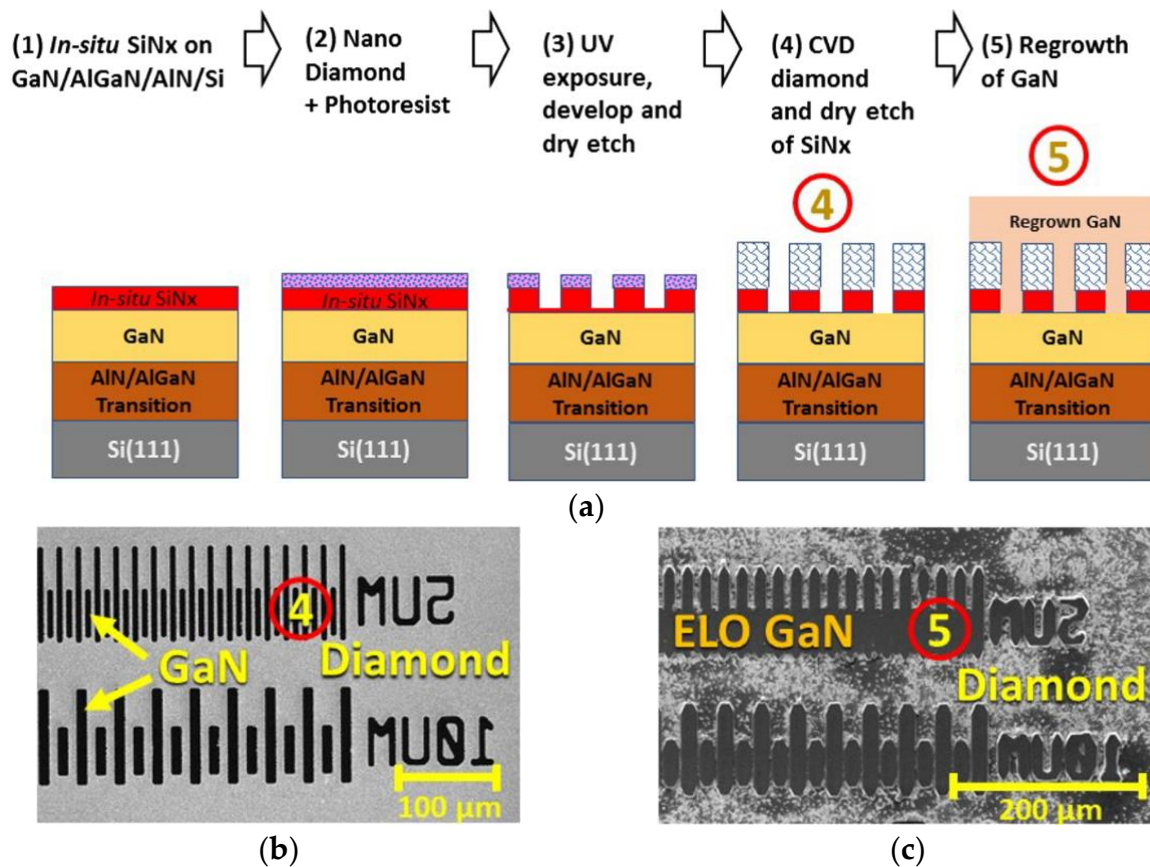 (1) In-situ SiNx on
GaN/AlGaN/AlN/Si
(2) Nano
Diamond
+ Photoresist
(3) UV
exposure,
develop and
dry etch
(4) CVD
diamond
and dry etch
of SiNx
(5) Regrowth
of GaN
4
5
Regrown GaN
In-situ SiNx
GaN
AlN/AlGaN
Transition
Si(111)
In-situ SiNx
GaN
AlN/AlGaN
Transition
Si(111)
GaN
AlN/AlGaN
Transition
Si(111)
GaN
AlN/AlGaN
Transition
Si(111)
GaN
AlN/AlGaN
Transition
Si(111)
(a)
4
5UM
GaN
Diamond
10UM
100 μm
(b)
ELO GaN
5
5UM
Diamond
10UM
200 μm
(c)